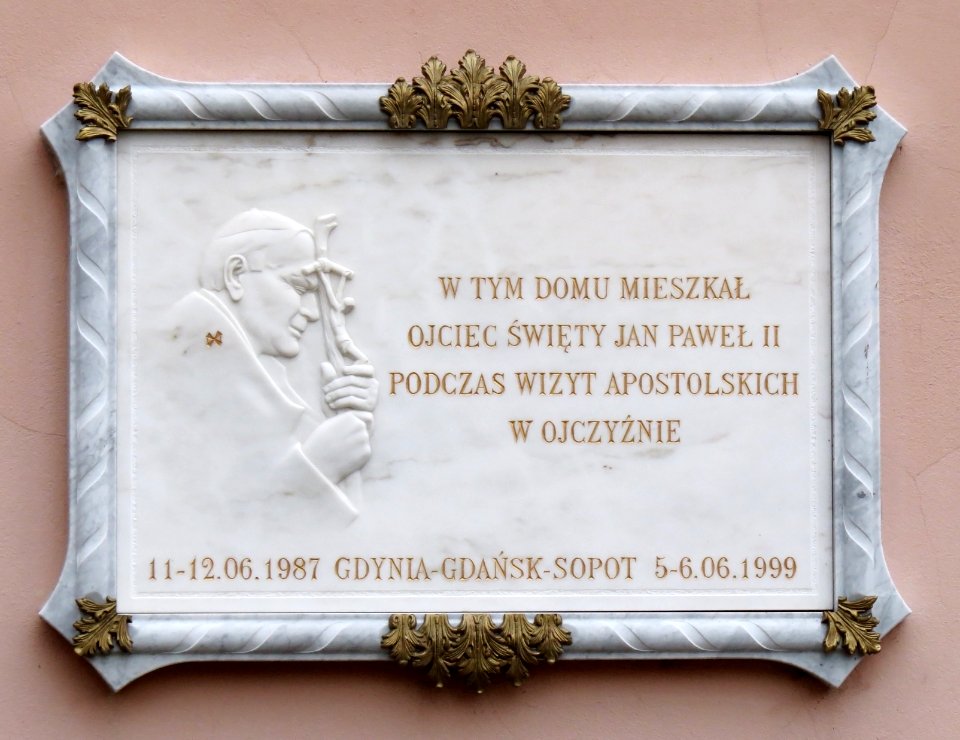 W TYM DOMU MIESZKAŁ
OJCIEC ŚWIĘTY JAN PAWEŁ II
PODCZAS WIZYT APOSTOLSKICH
W OJCZYŹNIE
11-12.06.1987 GDYNIA-GDAŃSK-SOPOT 5-6.06.1999